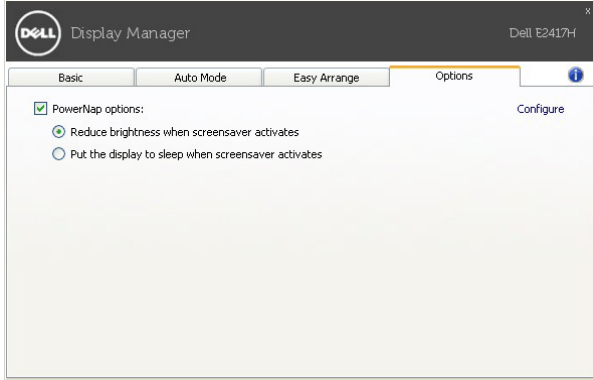 DELL Display Manager
Dell E2417H
x
Basic Auto Mode Easy Arrange Options i
PowerNap options: Configure
Reduce brightness when screensaver activates
Put the display to sleep when screensaver activates